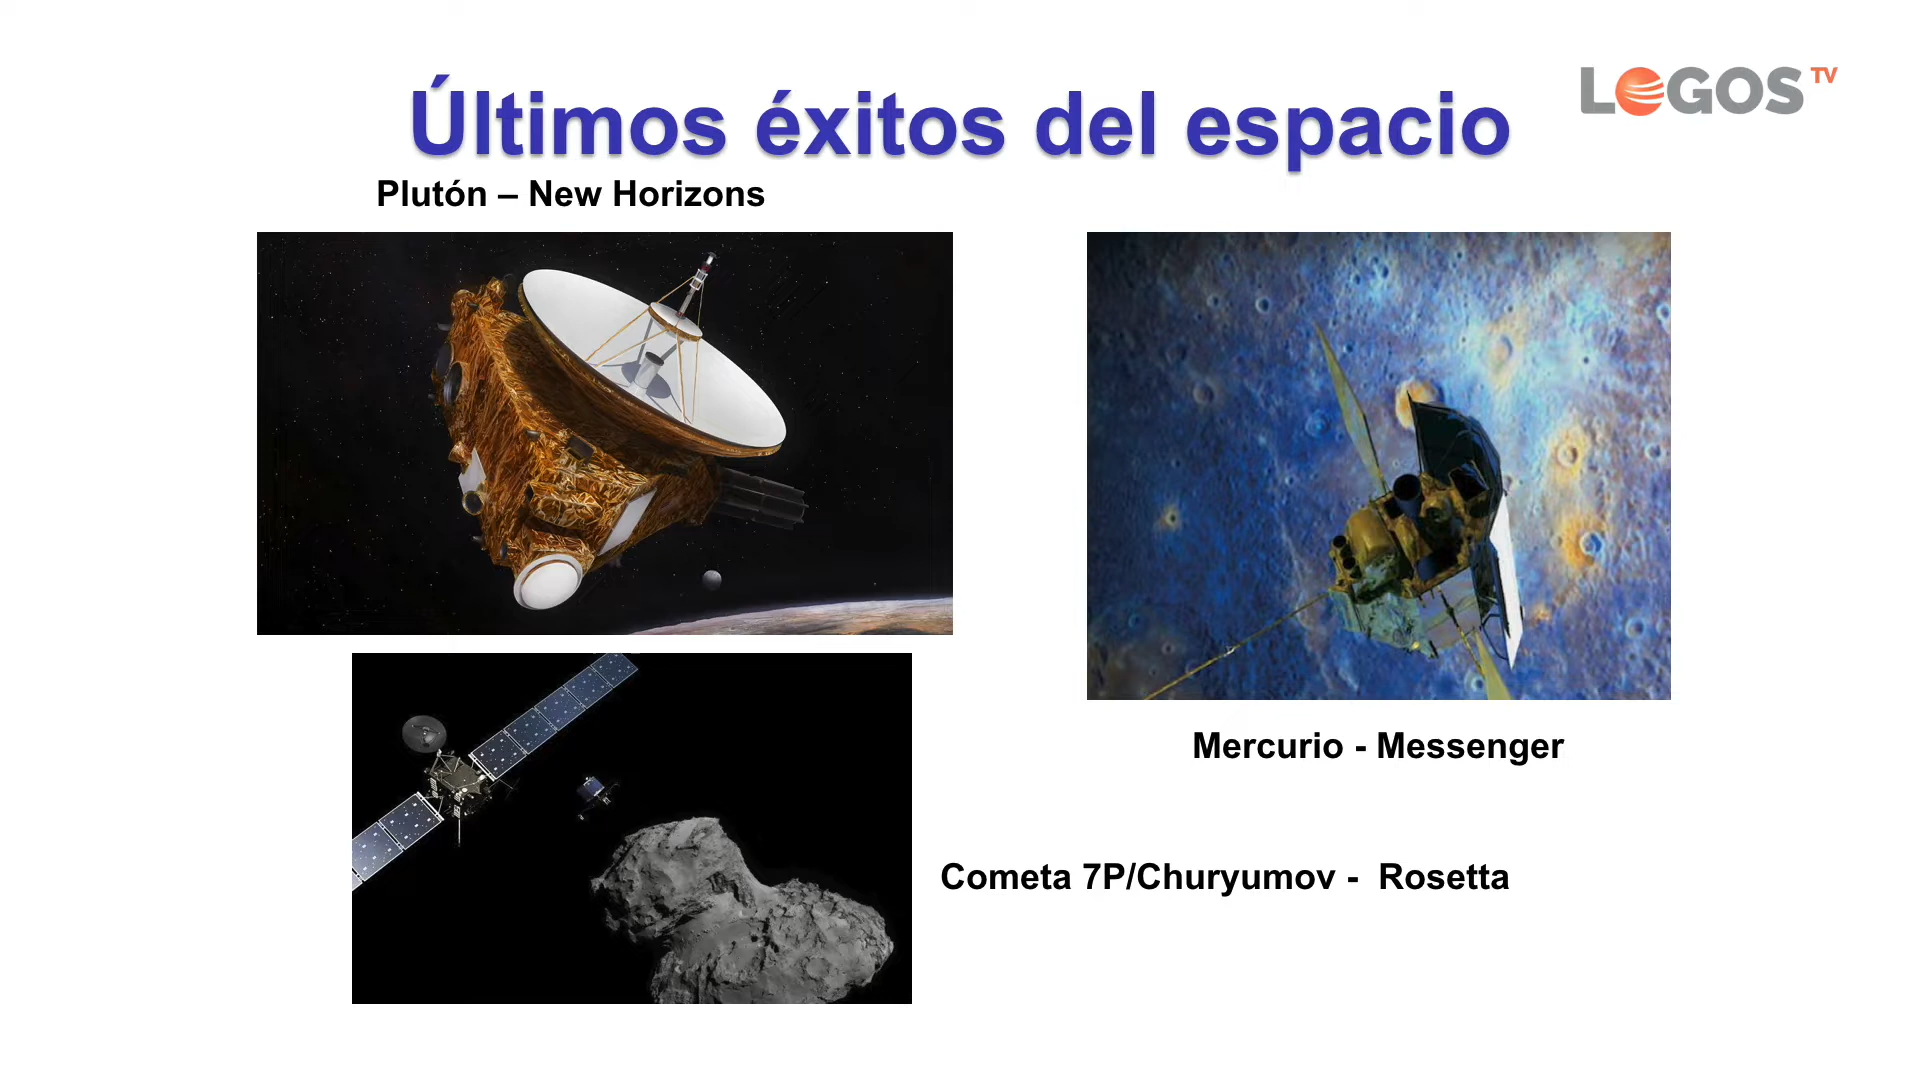 LOGOS TV
Últimos éxitos del espacio
Plutón – New Horizons
Mercurio - Messenger
Cometa 7P/Churyumov - Rosetta